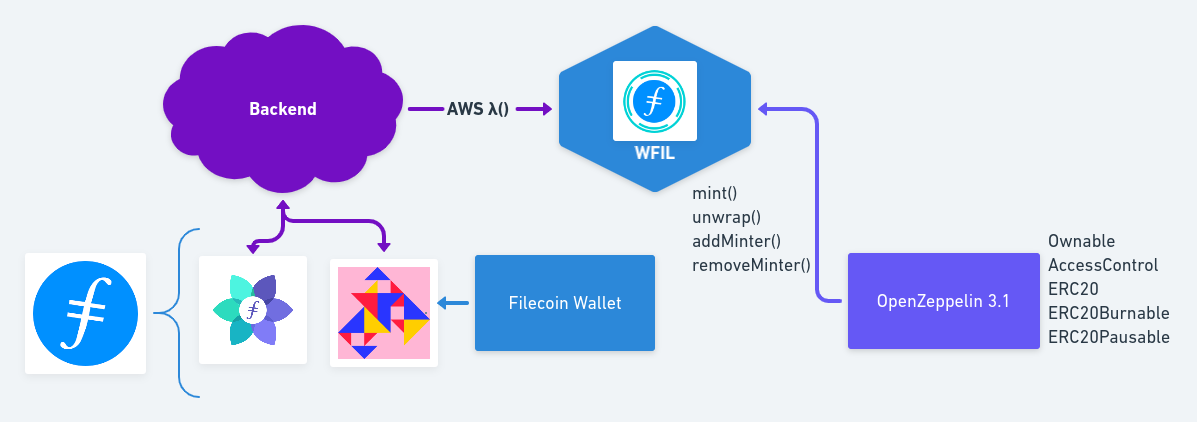 Backend
AWS λ()
WFIL
mint()
unwrap()
addMinter()
removeMinter()
Filecoin Wallet
OpenZeppelin 3.1
Ownable
AccessControl
ERC20
ERC20Burnable
ERC20Pausable